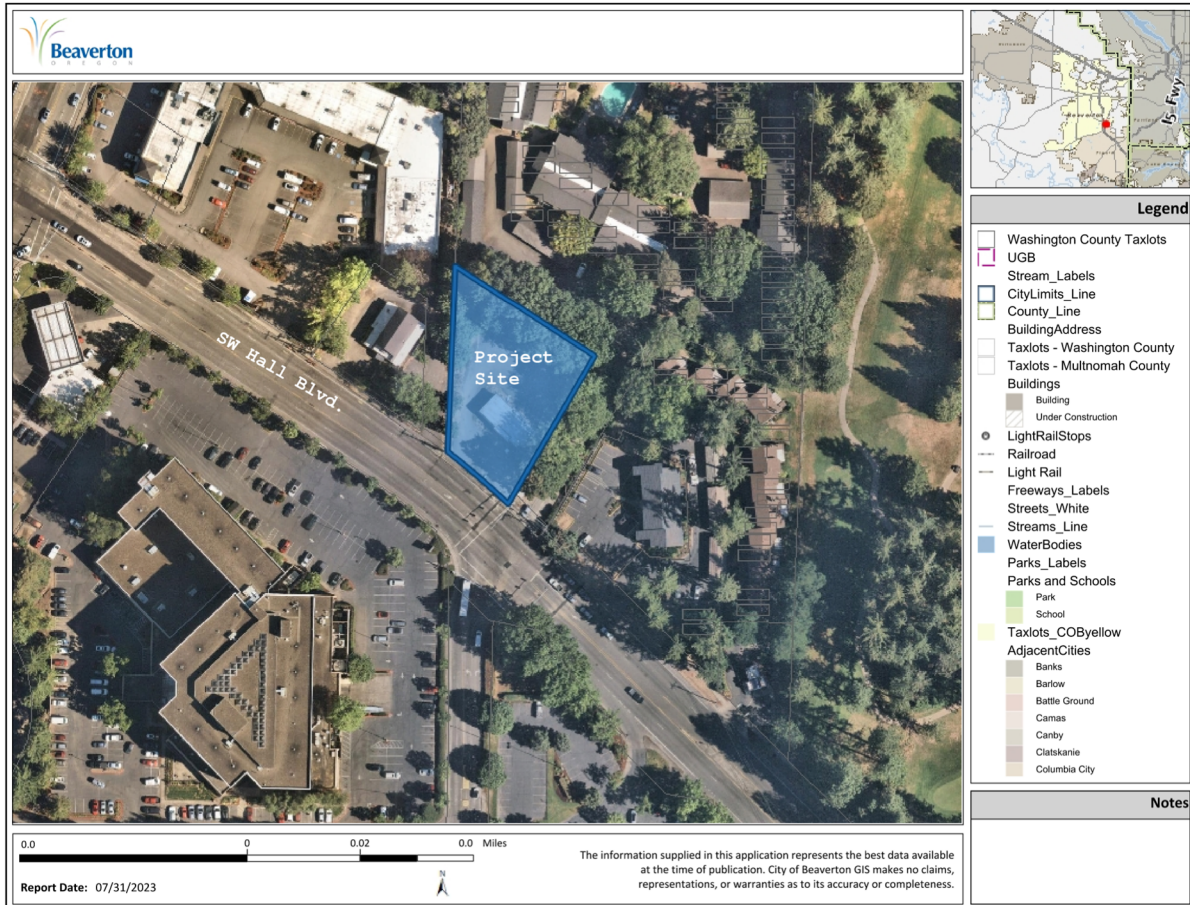 Beaverton
OREGON
SW Hall Blvd.
Project
Site
I5 Fwy
Legend
Washington County Taxlots
UGB
Stream_Labels
CityLimits_Line
County_Line
BuildingAddress
Taxlots - Washington County
Taxlots - Multnomah County
Buildings
Building
Under Construction
LightRailStops
Railroad
Light Rail
Freeways_Labels
Streets_White
Streams_Line
WaterBodies
Parks_Labels
Parks and Schools
Park
School
Taxlots_COByellow
AdjacentCities
Banks
Barlow
Battle Ground
Camas
Canby
Clatskanie
Columbia City
Notes
0.0 0 0.02 0.0 Miles
Report Date: 07/31/2023
N
The information supplied in this application represents the best data available
at the time of publication. City of Beaverton GIS makes no claims,
representations, or warranties as to its accuracy or completeness.